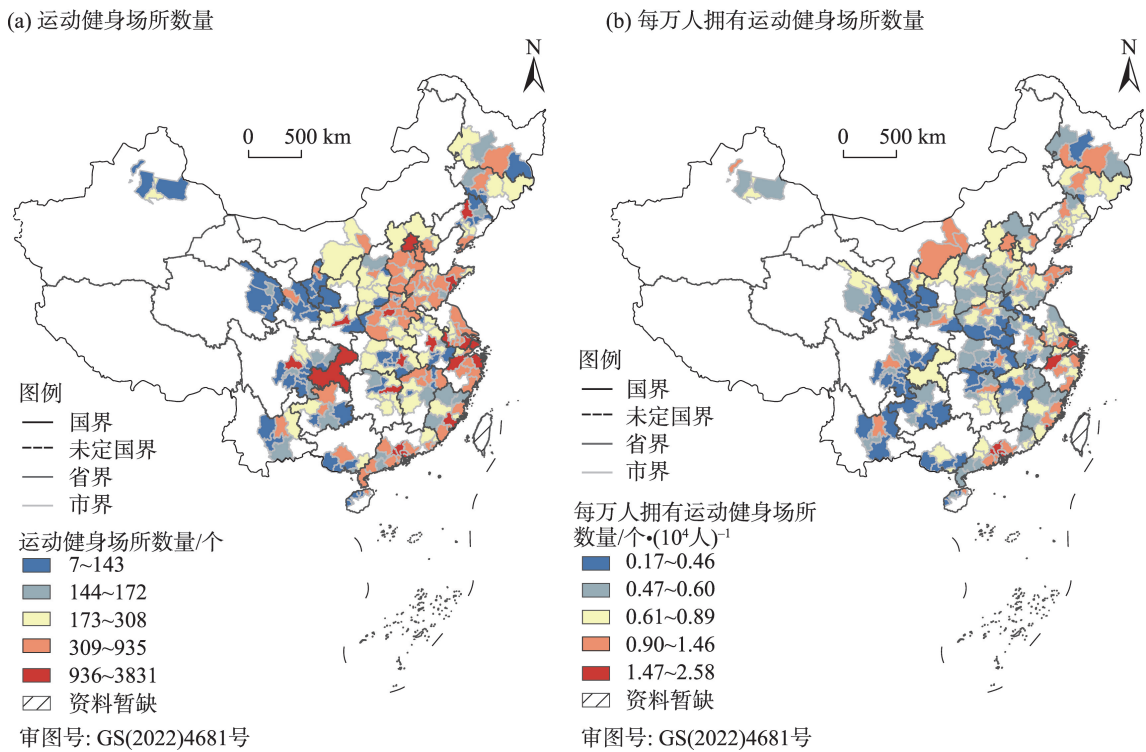 (a) 运动健身场所数量
N
0 500 km
图例
国界
未定国界
省界
市界
运动健身场所数量/个
7~143
144~172
173~308
309~935
936~3831
资料暂缺
审图号: GS(2022)4681号
(b) 每万人拥有运动健身场所数量
N
0 500 km
图例
国界
未定国界
省界
市界
每万人拥有运动健身场所
数量/个•(10⁴人)⁻¹
0.17~0.46
0.47~0.60
0.61~0.89
0.90~1.46
1.47~2.58
资料暂缺
审图号: GS(2022)4681号